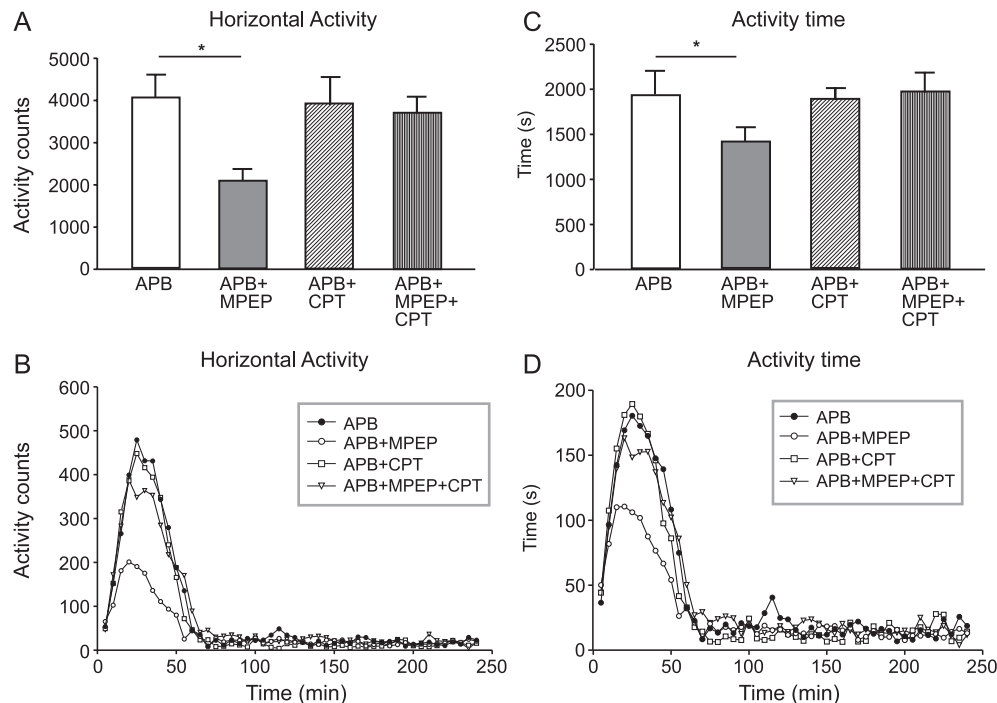 A
Horizontal Activity
*
Activity counts
5000
4000
3000
2000
1000
0
APB
APB+
MPEP
APB+
CPT
APB+
MPEP+
CPT
C
Activity time
*
Time (s)
2500
2000
1500
1000
500
0
APB
APB+
MPEP
APB+
CPT
APB+
MPEP+
CPT
B
Horizontal Activity
Activity counts
600
500
400
300
200
100
0
APB
APB+MPEP
APB+CPT
APB+MPEP+CPT
0
50
100
150
200
250
Time (min)
D
Activity time
Time (s)
200
150
100
50
0
APB
APB+MPEP
APB+CPT
APB+MPEP+CPT
0
50
100
150
200
250
Time (min)